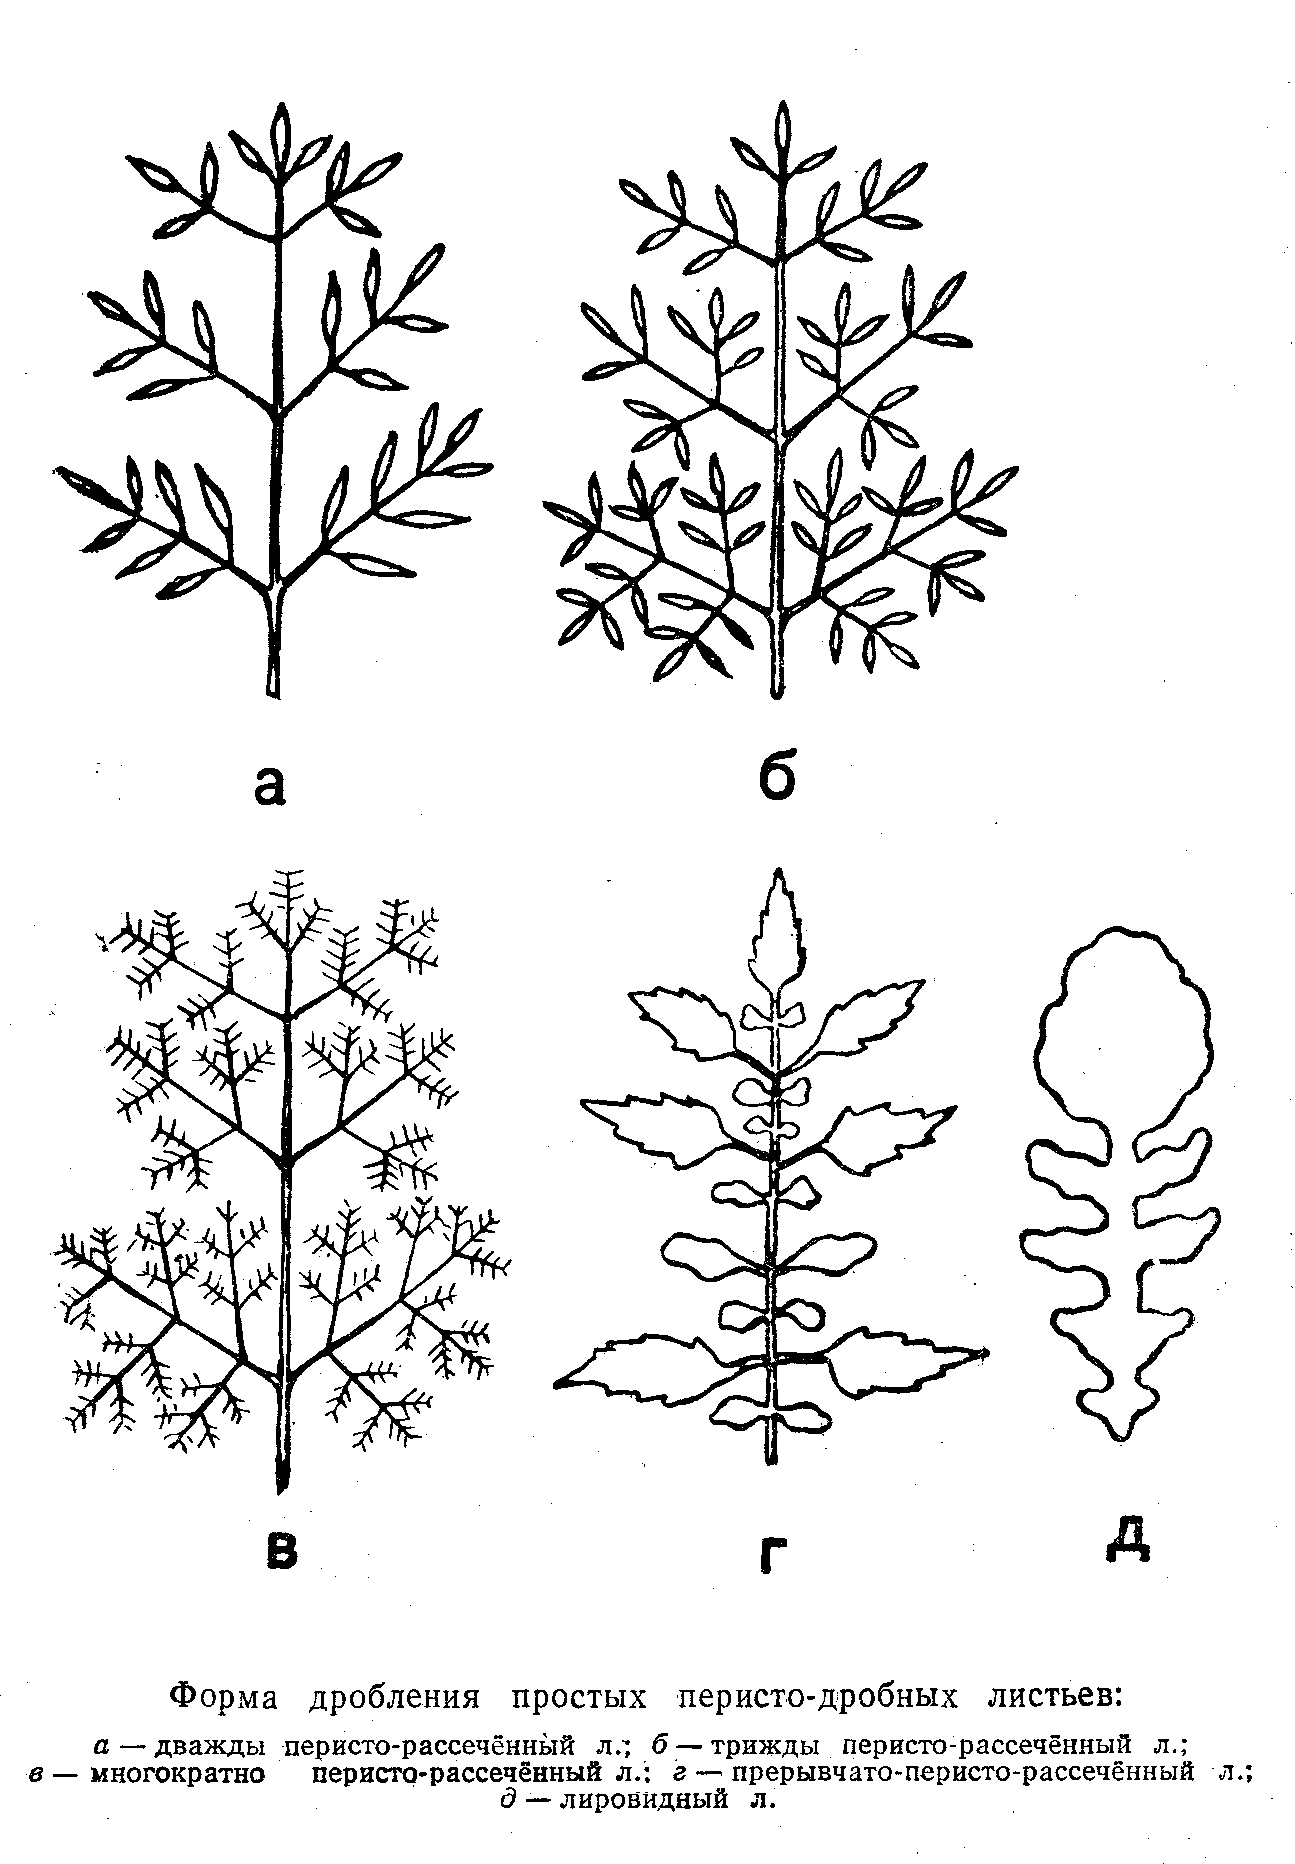 а
б
в
г
д
Форма дробления простых перисто-дробных листьев:
а — дважды перисто-рассечённый л.; б — трижды перисто-рассечённый л.;
в — многократно перисто-рассечённый л.; г — прерывчато-перисто-рассечённый л.;
д — лировидный л.